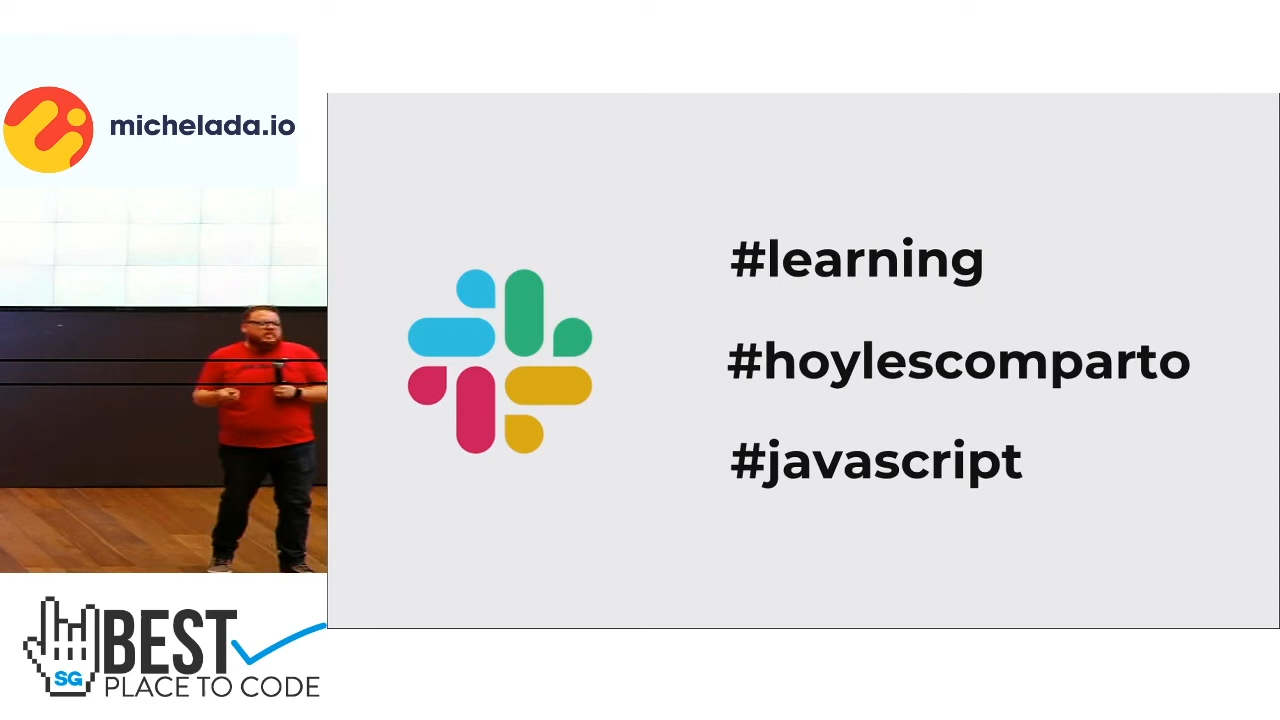 michelada.io
#learning
#hoylescomparto
#javascript
SG
BEST
PLACE TO CODE